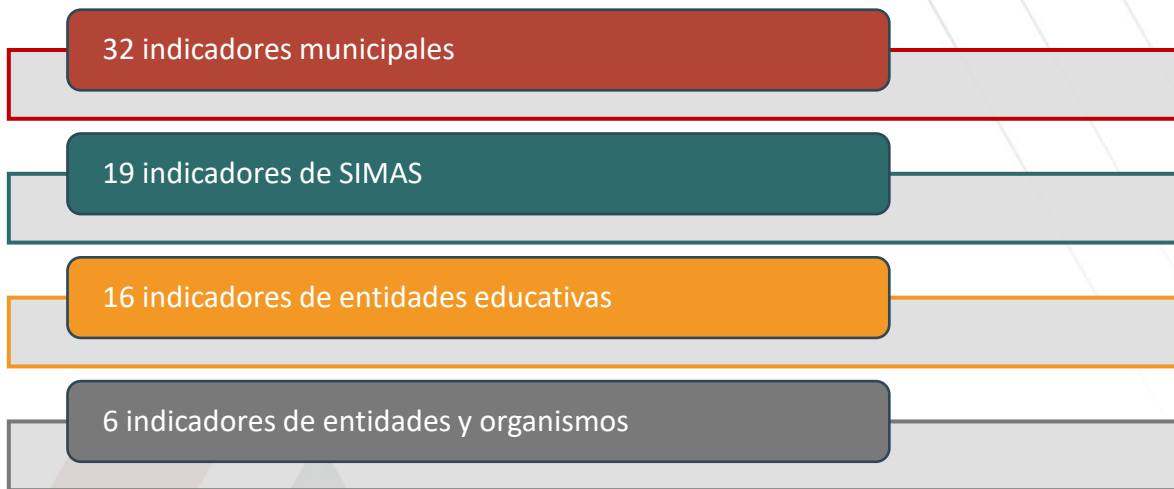 32 indicadores municipales
19 indicadores de SIMAS
16 indicadores de entidades educativas
6 indicadores de entidades y organismos